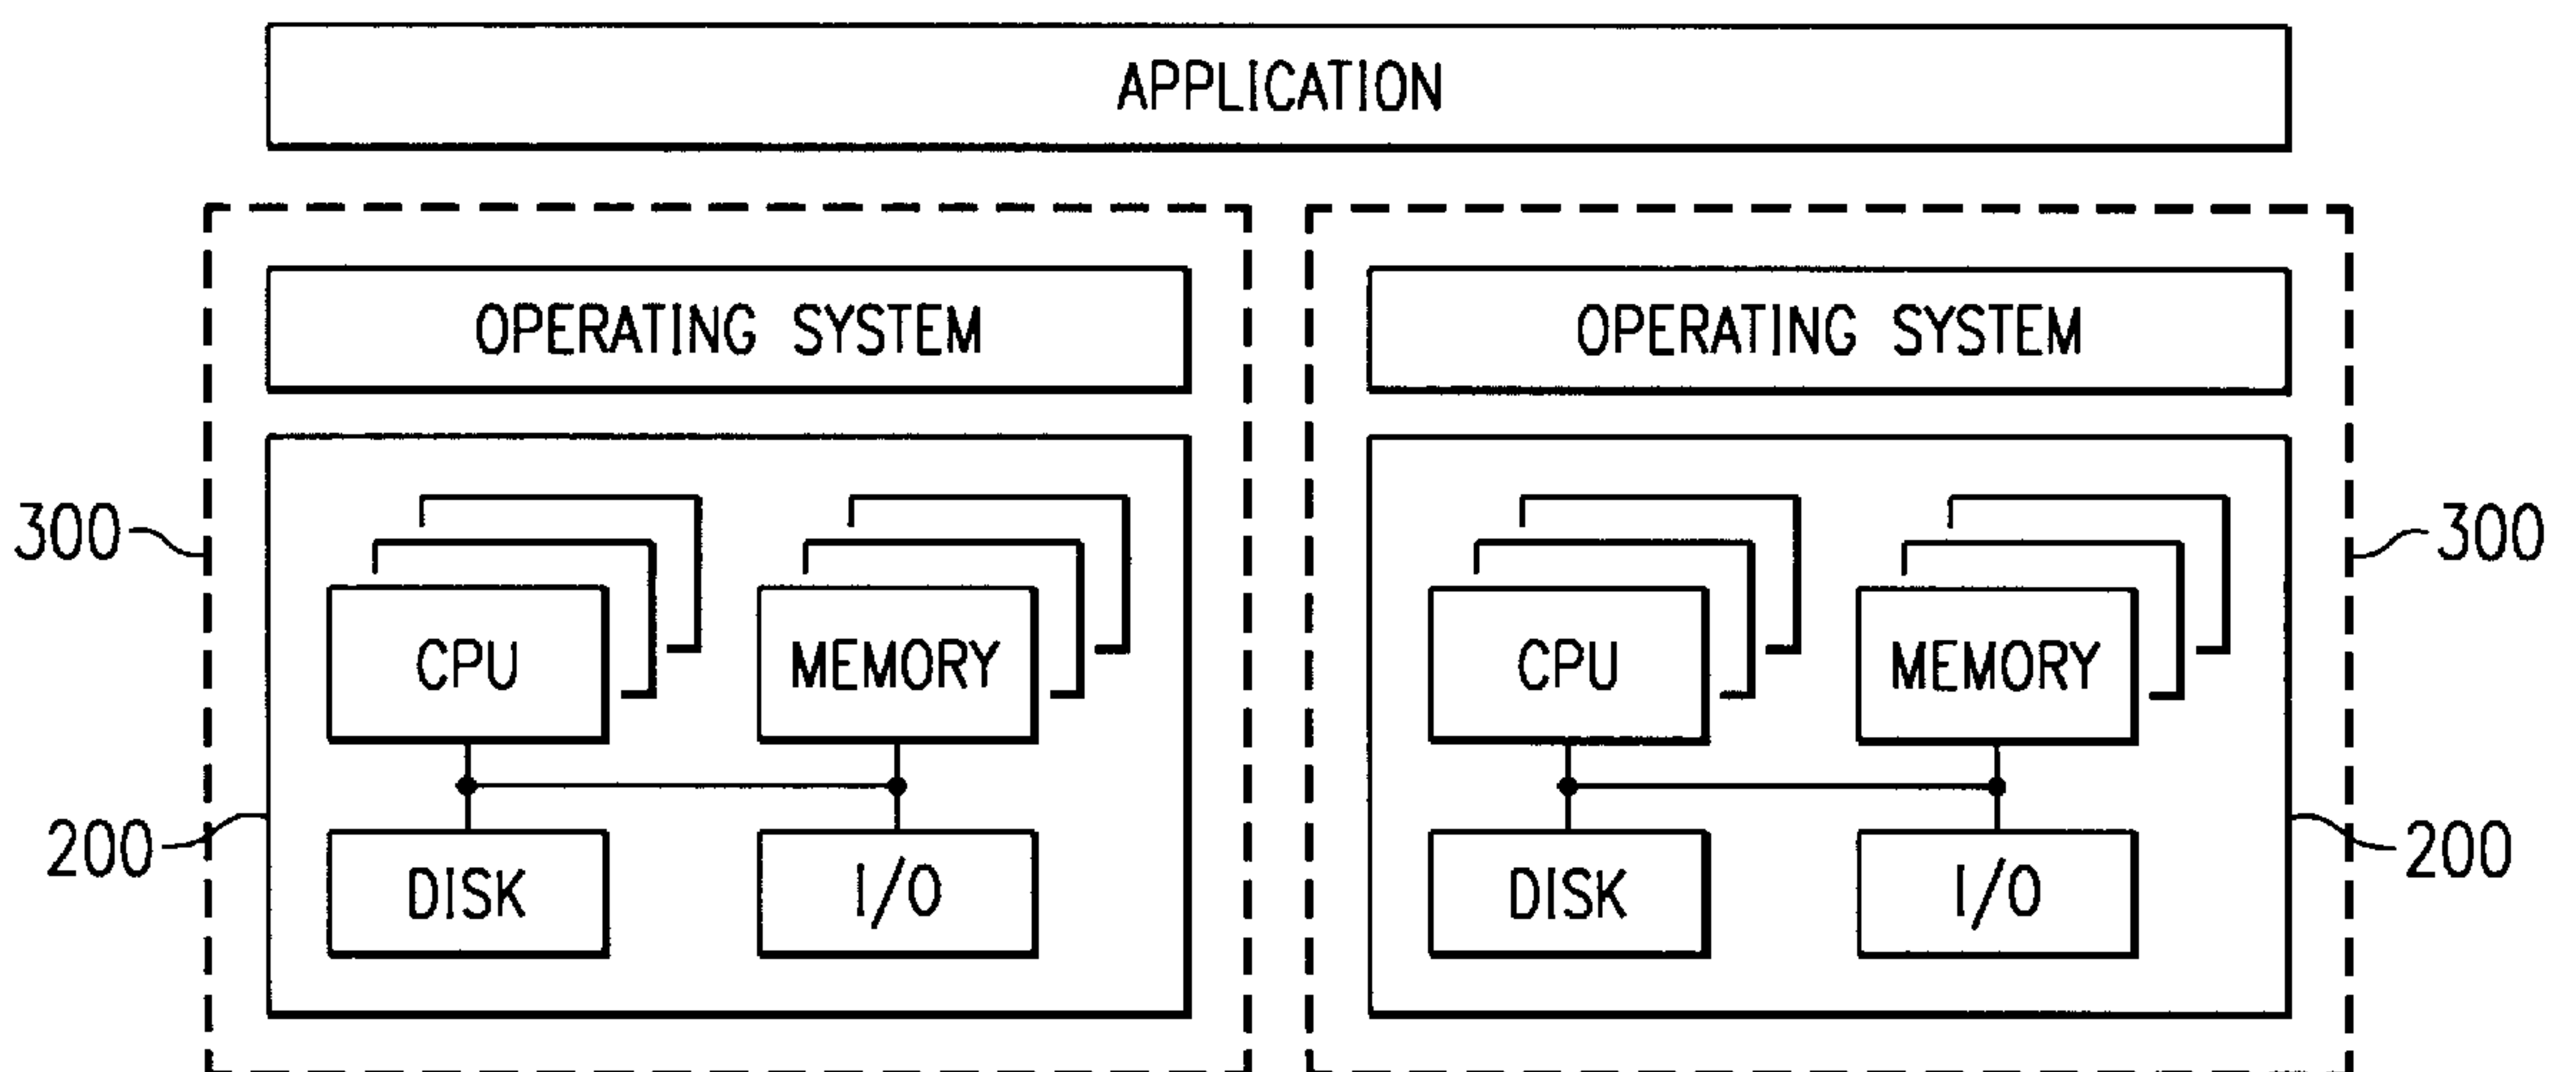 APPLICATION
OPERATING SYSTEM
OPERATING SYSTEM
300
CPU
MEMORY
CPU
MEMORY
300
200
DISK
I/O
DISK
I/O
200